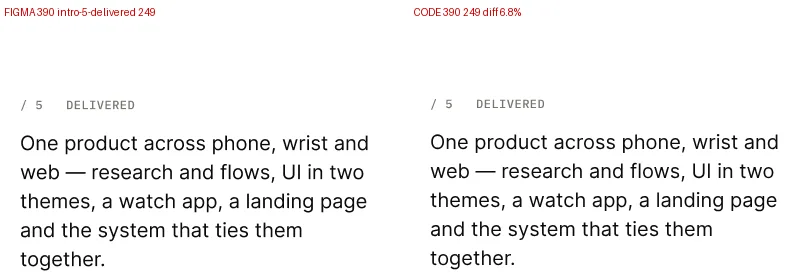 FIGMA 390 intro-5-delivered 249
/ 5 DELIVERED
One product across phone, wrist and
web — research and flows, UI in two
themes, a watch app, a landing page
and the system that ties them
together.
CODE 390 249 diff 6.8%
/ 5 DELIVERED
One product across phone, wrist and
web — research and flows, UI in two
themes, a watch app, a landing page
and the system that ties them
together.